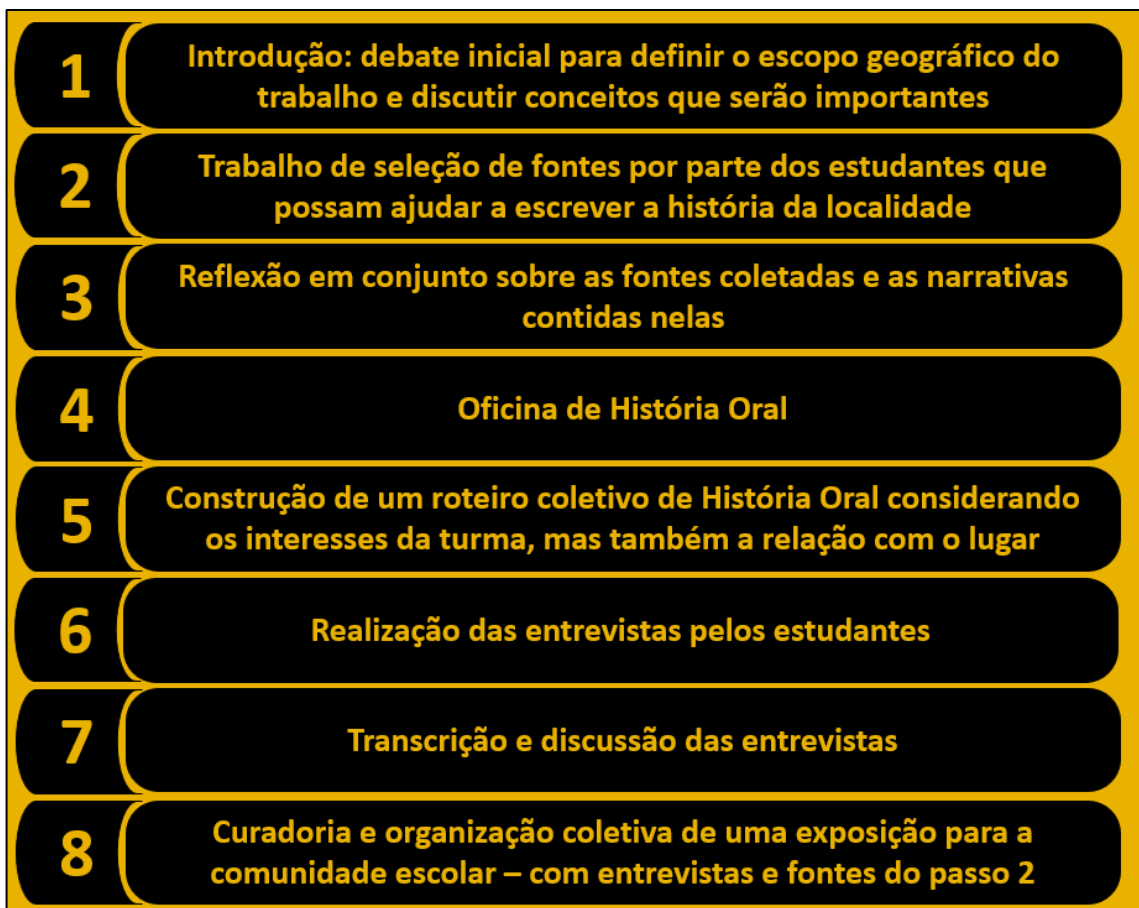 1
Introdução: debate inicial para definir o escopo geográfico do
trabalho e discutir conceitos que serão importantes
2
Trabalho de seleção de fontes por parte dos estudantes que
possam ajudar a escrever a história da localidade
3
Reflexão em conjunto sobre as fontes coletadas e as narrativas
contidas nelas
4
Oficina de História Oral
5
Construção de um roteiro coletivo de História Oral considerando
os interesses da turma, mas também a relação com o lugar
6
Realização das entrevistas pelos estudantes
7
Transcrição e discussão das entrevistas
8
Curadoria e organização coletiva de uma exposição para a
comunidade escolar – com entrevistas e fontes do passo 2